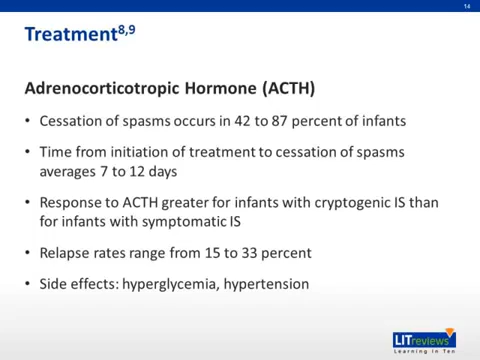 14
Treatment8,9
Adrenocorticotropic Hormone (ACTH)
• Cessation of spasms occurs in 42 to 87 percent of infants
• Time from initiation of treatment to cessation of spasms
averages 7 to 12 days
• Response to ACTH greater for infants with cryptogenic IS than
for infants with symptomatic IS
• Relapse rates range from 15 to 33 percent
• Side effects: hyperglycemia, hypertension
LITreviews
Learning in Ten